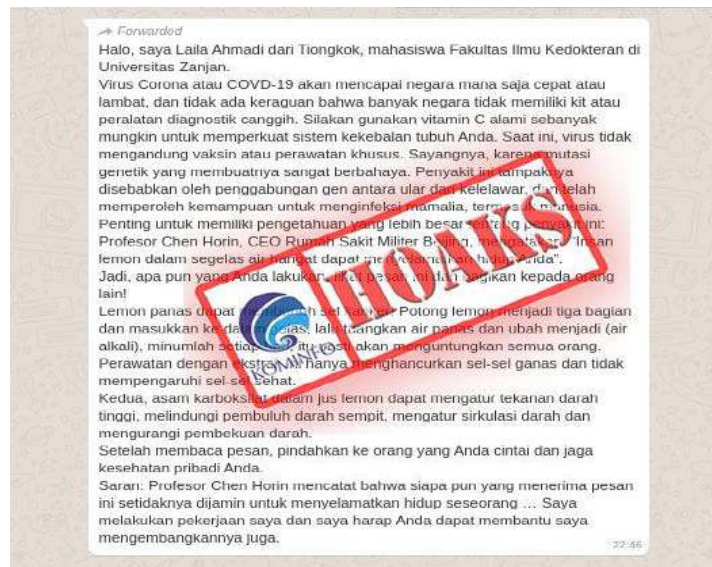 Forwarded
Halo, saya Laila Ahmadi dari Tiongkok, mahasiswa Fakultas Ilmu Kedokteran di
Universitas Zanjan.
Virus Corona atau COVD-19 akan mencapai negara mana saja cepat atau
lambat, dan tidak ada keraguan bahwa banyak negara tidak memiliki kit atau
peralatan diagnostik canggih. Silakan gunakan vitamin C alami sebanyak
mungkin untuk memperkuat sistem kekebalan tubuh Anda. Saat ini, virus tidak
mengandung vaksin atau perawatan khusus. Sayangnya, karena mutasi
genetik yang membuatnya sangat berbahaya. Penyakit ini tampaknya
disebabkan oleh penggabungan gen antara ular dan kelelawar, dan telah
memperoleh kemampuan untuk menginfeksi mamalia, termasuk manusia.
Penting untuk memiliki pengetahuan yang lebih besar tentang penyakit ini:
Profesor Chen Horin, CEO Rumah Sakit Militer Beijing, mengatakan: "Irisan
lemon dalam segelas air hangat dapat menyelamatkan hidup Anda".
Jadi, apa pun yang Anda lakukan, lihat pesan ini dan bagikan kepada orang
lain!
Lemon panas dapat membunuh sel kanker! Potong lemon menjadi tiga bagian
dan masukkan ke dalam gelas, lalu tuangkan air panas dan ubah menjadi (air
alkali), minumlah setiap hari, itu pasti akan menguntungkan semua orang.
Perawatan dengan ekstrak ini hanya menghancurkan sel-sel ganas dan tidak
mempengaruhi sel-sel sehat.
Kedua, asam karboksilat dalam jus lemon dapat mengatur tekanan darah
tinggi, melindungi pembuluh darah sempit, mengatur sirkulasi darah dan
mengurangi pembekuan darah.
Setelah membaca pesan, pindahkan ke orang yang Anda cintai dan jaga
kesehatan pribadi Anda.
Saran: Profesor Chen Horin mencatat bahwa siapa pun yang menerima pesan
ini setidaknya dijamin untuk menyelamatkan hidup seseorang ... Saya
melakukan pekerjaan saya dan saya harap Anda dapat membantu saya
mengembangkannya juga.
22:46
KOMINFO
HOAKS